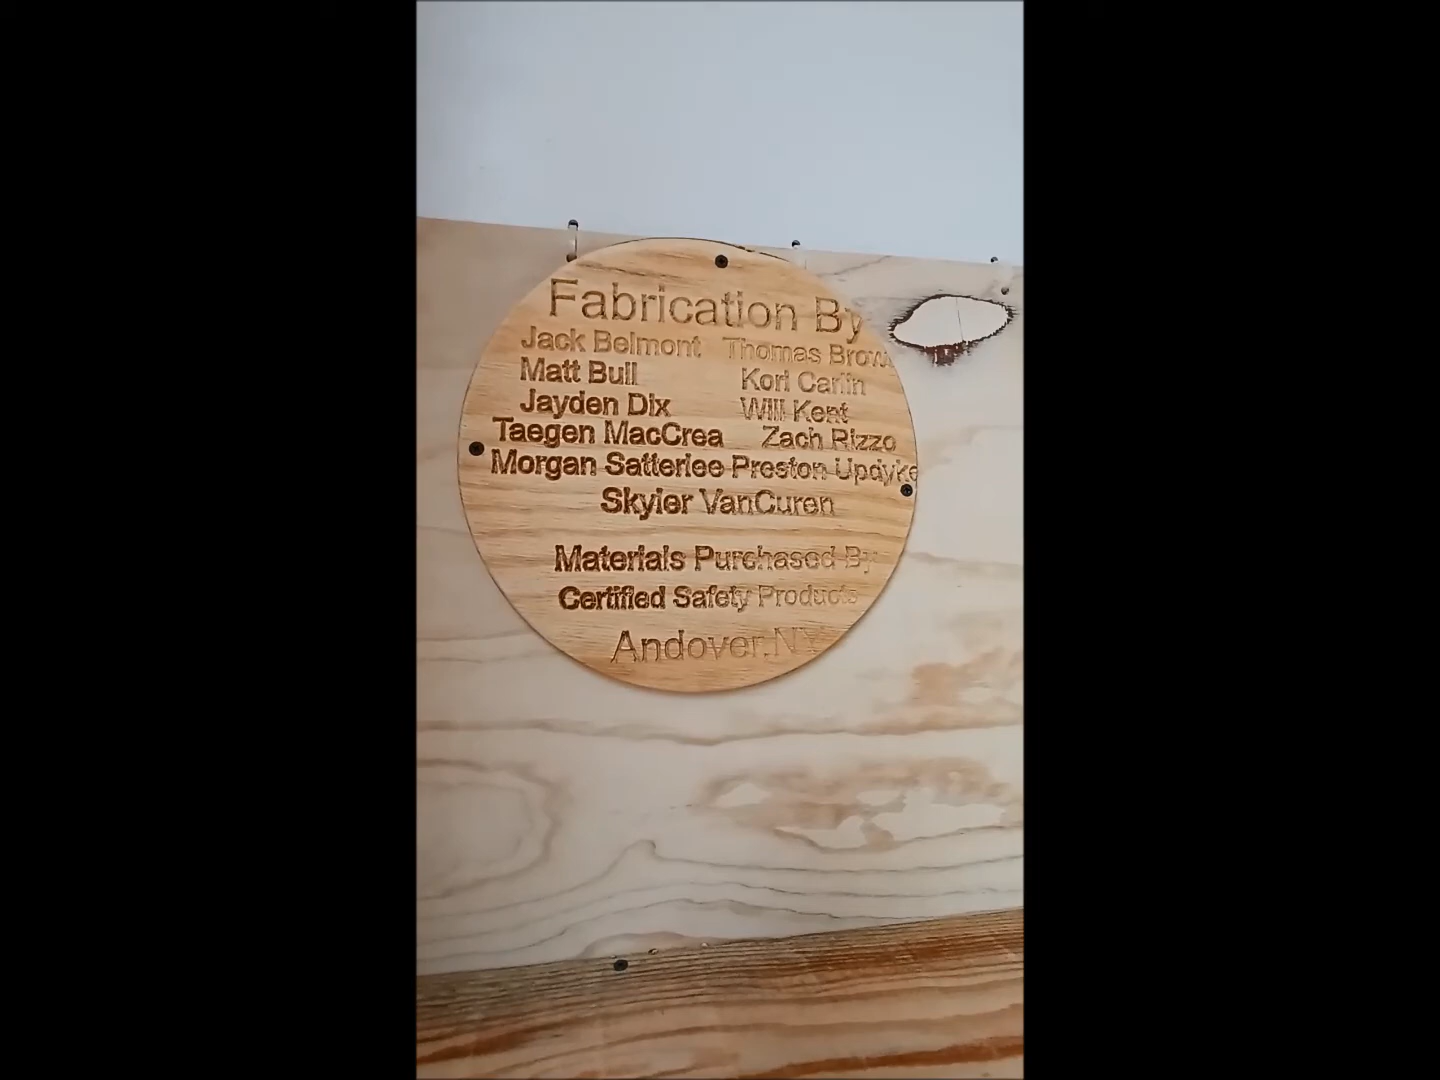 Fabrication By
Jack Belmont Thomas Brown
Matt Bull Kori Carlin
Jayden Dix Will Kent
Taegen MacCrea Zach Rizzo
Morgan Satterlee Preston Updyke
Skyler VanCuren
Materials Purchased By
Certified Safety Products
Andover, NY